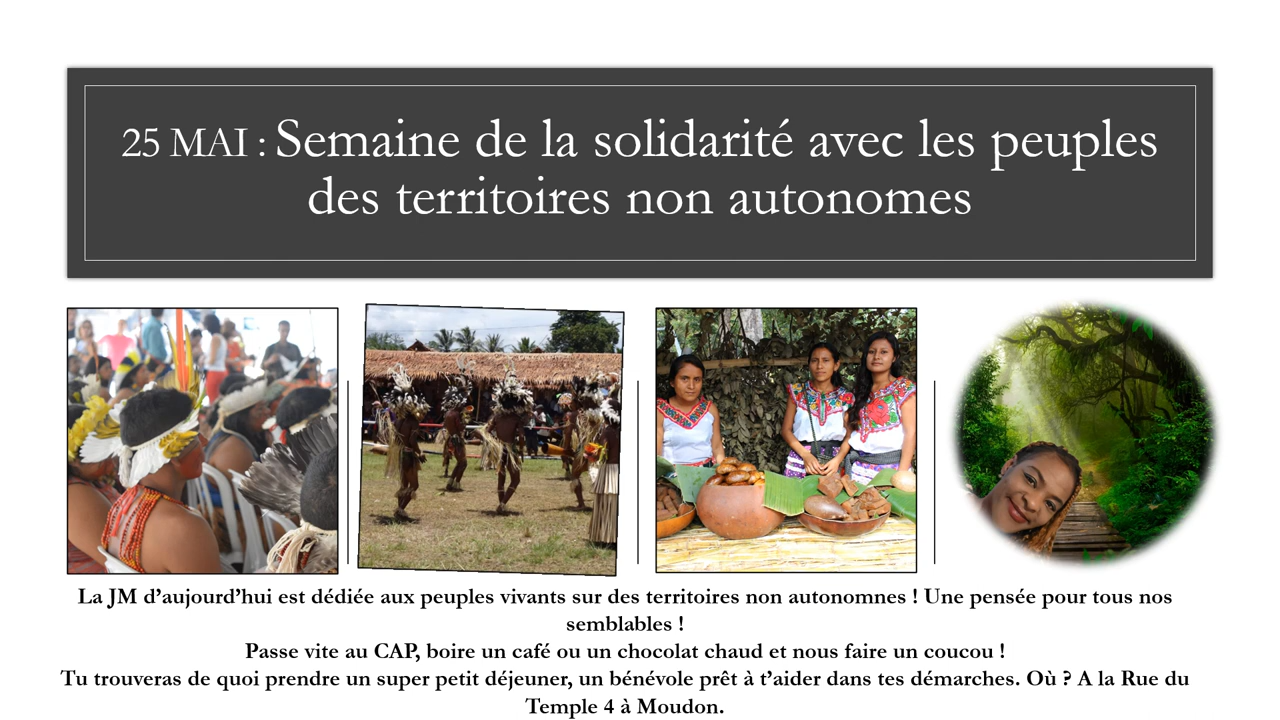 25 MAI : Semaine de la solidarité avec les peuples
des territoires non autonomes
La JM d’aujourd’hui est dédiée aux peuples vivants sur des territoires non autonomnes ! Une pensée pour tous nos
semblables !
Passe vite au CAP, boire un café ou un chocolat chaud et nous faire un coucou !
Tu trouveras de quoi prendre un super petit déjeuner, un bénévole prêt à t’aider dans tes démarches. Où ? A la Rue du
Temple 4 à Moudon.